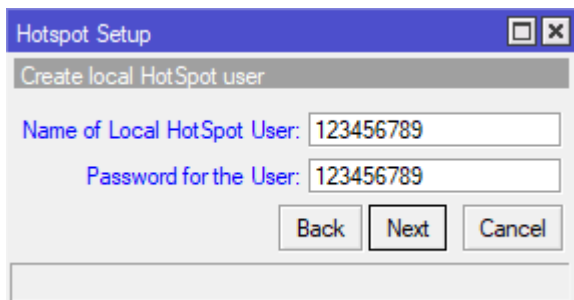 Hotspot Setup
Create local HotSpot user
Name of Local HotSpot User: 123456789
Password for the User: 123456789
Back Next Cancel